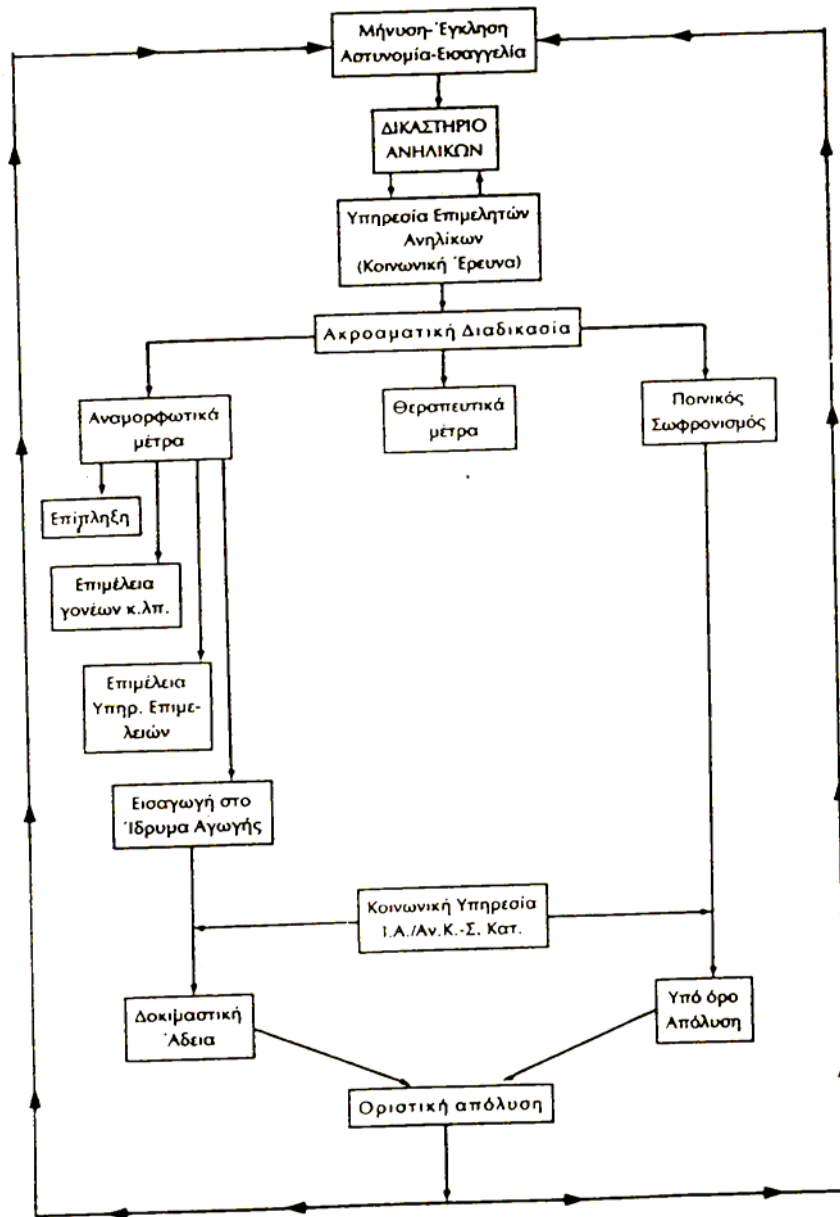 Μήνυση-Έγκληση
Αστυνομία-Εισαγγελία
ΔΙΚΑΣΤΗΡΙΟ
ΑΝΗΛΙΚΩΝ
Υπηρεσία Επιμελητών
Ανηλίκων
(Κοινωνική Έρευνα)
Ακροαματική Διαδικασία
Αναμορφωτικά
μέτρα
Θεραπευτικά
μέτρα
Ποινικός
Σωφρονισμός
Επίπληξη
Επιμέλεια
γονέων κ.λπ.
Επιμέλεια
Υπηρ. Επιμε-
λειών
Εισαγωγή στο
Ίδρυμα Αγωγής
Κοινωνική Υπηρεσία
Ι.Α./Αν.Κ.-Σ. Κατ.
Δοκιμαστική
Άδεια
Υπό όρο
Απόλυση
Οριστική απόλυση